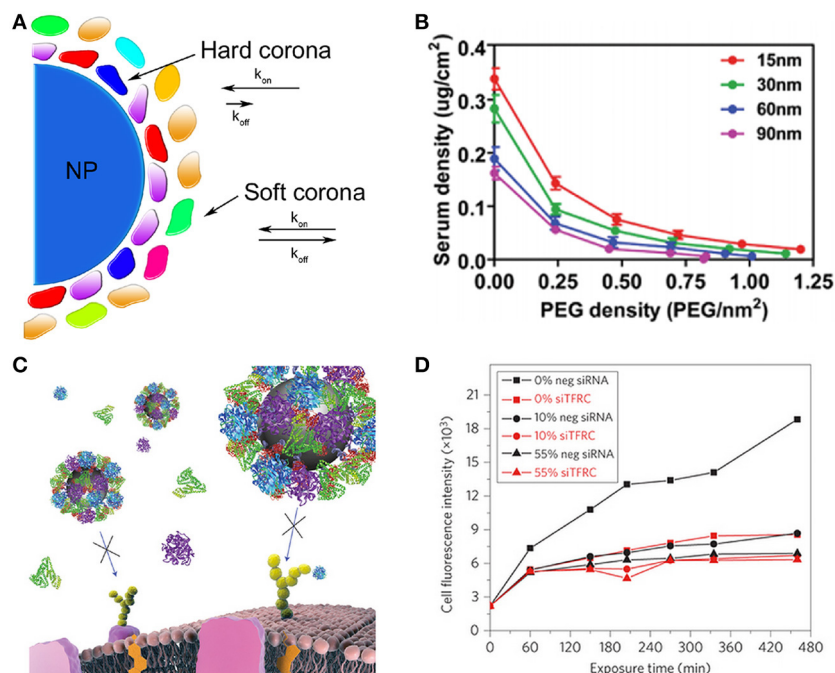 A
Hard corona
k_on
k_off
NP
Soft corona
k_on
k_off
B
Serum density (ug/cm²)
0.4
0.3
0.2
0.1
0.0
15nm
30nm
60nm
90nm
0.00 0.25 0.50 0.75 1.00 1.25
PEG density (PEG/nm²)
C
D
Cell fluorescence intensity (×10³)
21
18
15
12
9
6
3
0
0% neg siRNA
0% siTFRC
10% neg siRNA
10% siTFRC
55% neg siRNA
55% siTFRC
0 60 120 180 240 300 360 420 480
Exposure time (min)